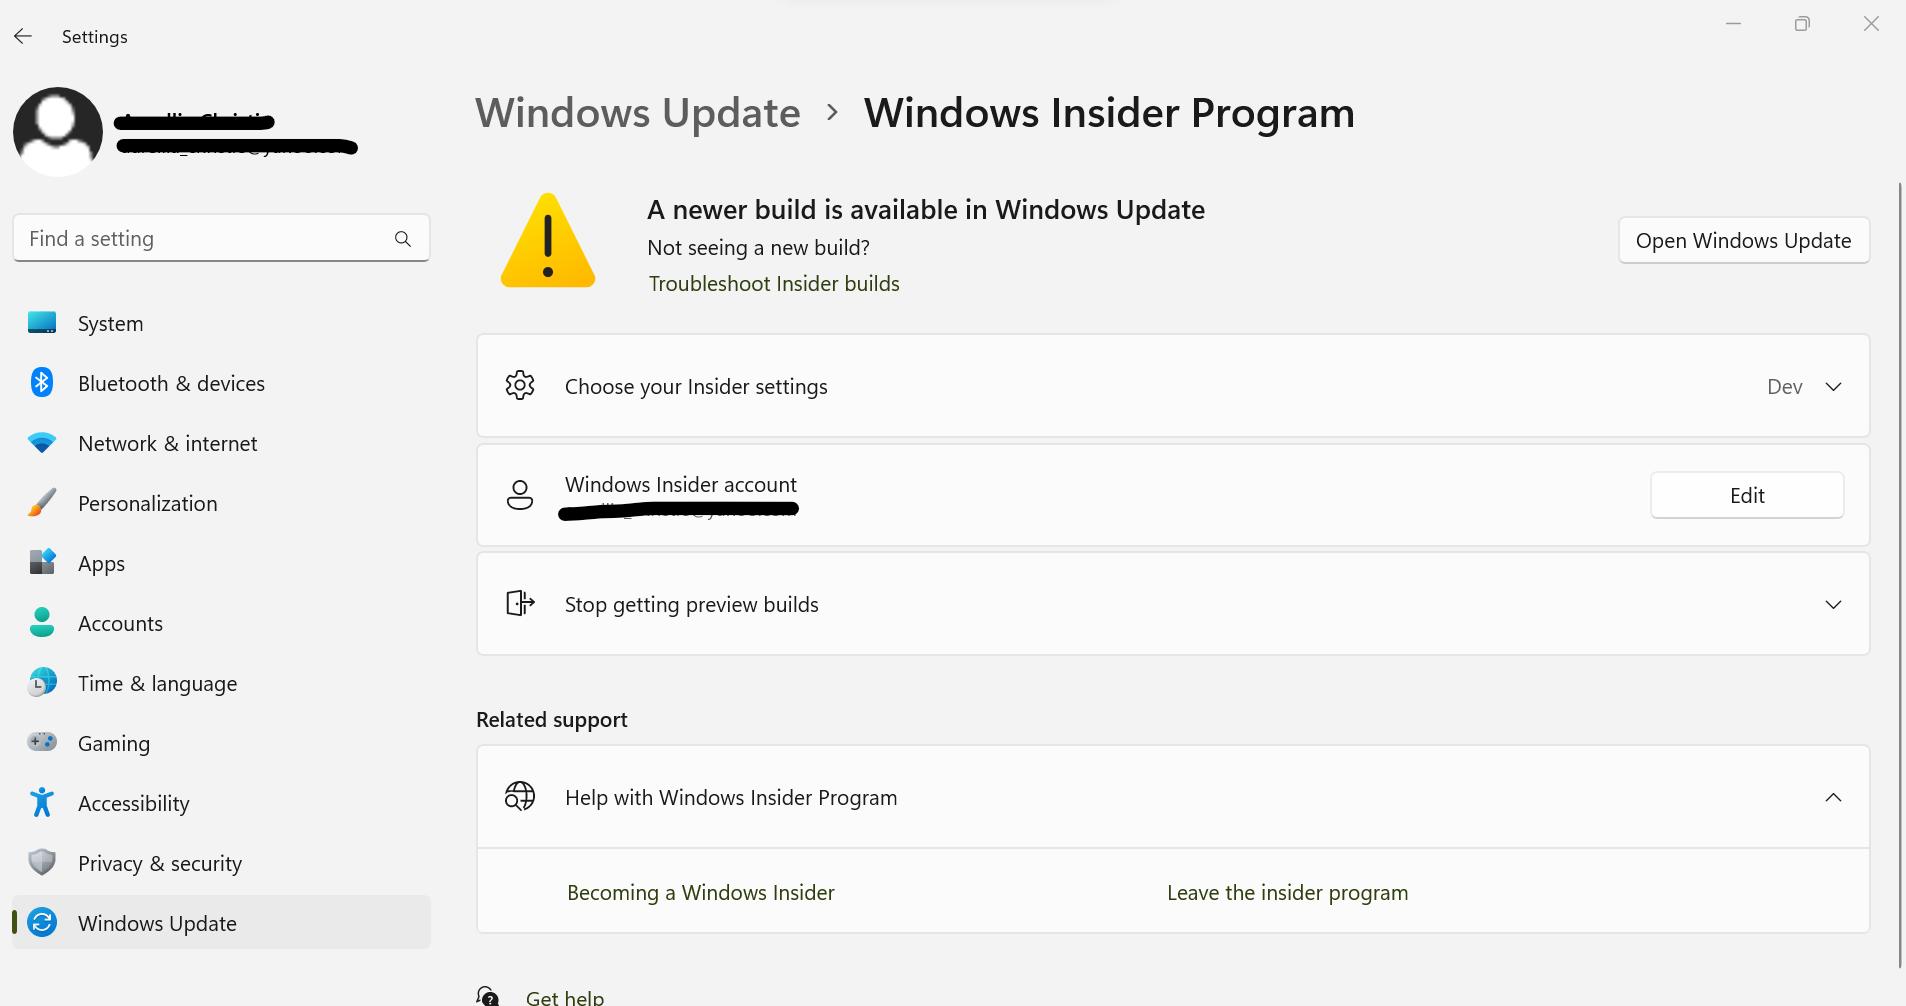 Settings
Find a setting
System
Bluetooth & devices
Network & internet
Personalization
Apps
Accounts
Time & language
Gaming
Accessibility
Privacy & security
Windows Update
Windows Update > Windows Insider Program
A newer build is available in Windows Update
Not seeing a new build?
Troubleshoot Insider builds
Open Windows Update
Choose your Insider settings
Dev
Windows Insider account
Edit
Stop getting preview builds
Related support
Help with Windows Insider Program
Becoming a Windows Insider
Leave the insider program
Get help